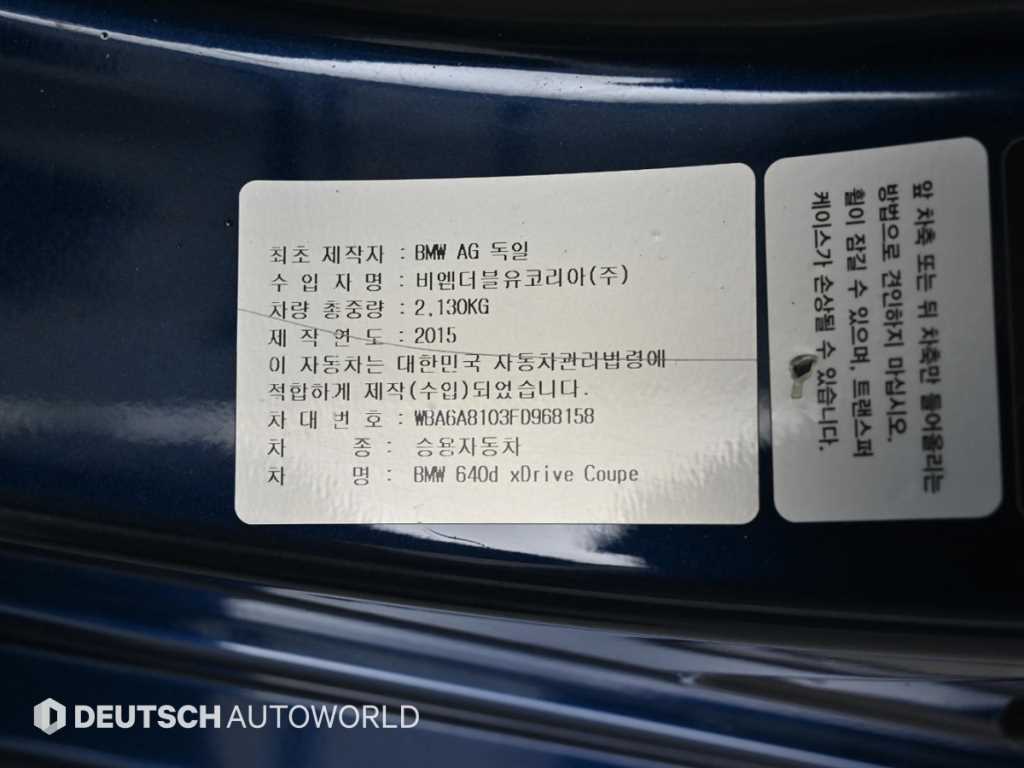 최초 제작자 : BMW AG 독일
수 입 자 명 : 비엠더블유코리아(주)
차량 총중량 : 2,130KG
제 작 연 도 : 2015
이 자동차는 대한민국 자동차관리법령에
적합하게 제작(수입)되었습니다.
차 대 번 호 : WBA6A8103FD968158
차 종 : 승용자동차
차 명 : BMW 640d xDrive Coupe
앞 차축 또는 뒤 차축만 들어올리는
방법으로 견인하지 마십시오.
휠이 잠길 수 있으며, 트랜스퍼
케이스가 손상될 수 있습니다.
DEUTSCH AUTOWORLD